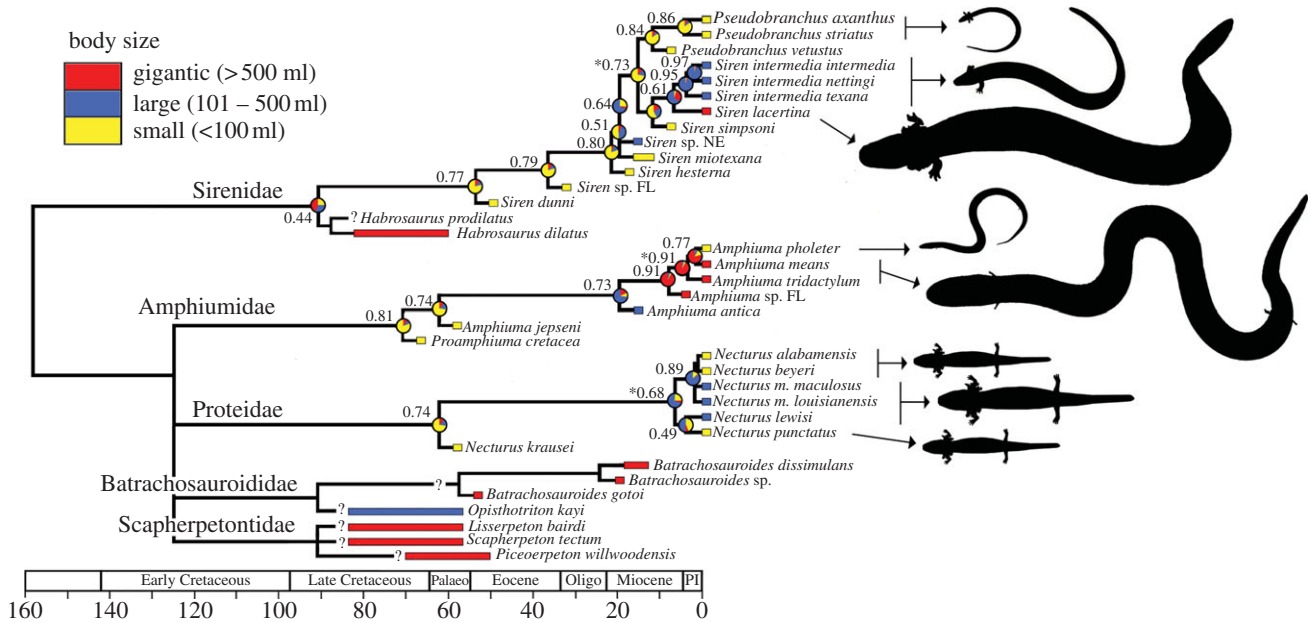 body size
gigantic (>500 ml)
large (101 – 500 ml)
small (<100 ml)
0.86
Pseudobranchus axanthus
0.84
Pseudobranchus striatus
Pseudobranchus vetustus
*0.73
0.97
Siren intermedia intermedia
0.95
Siren intermedia nettingi
0.61
Siren intermedia texana
0.64
Siren lacertina
Siren simpsoni
0.51
Siren sp. NE
0.80
Siren miotexana
0.79
Siren hesterna
0.77
Siren sp. FL
Sirenidae
Siren dunni
0.44
? Habrosaurus prodilatus
Habrosaurus dilatus
0.77
Amphiuma pholeter
*0.91
Amphiuma means
0.91
Amphiuma tridactylum
0.73
Amphiuma sp. FL
Amphiumidae
0.74
Amphiuma antica
0.81
Amphiuma jepseni
Proamphiuma cretacea
Necturus alabamensis
0.89
Necturus beyeri
*0.68
Necturus m. maculosus
Necturus m. louisianensis
Proteidae
0.74
Necturus lewisi
0.49
Necturus punctatus
Necturus krausei
Batrachosauroides dissimulans
Batrachosauroididae
?
Batrachosauroides sp.
Batrachosauroides gotoi
? Opisthotriton kayi
Scapherpetontidae
? Lisserpeton bairdi
? Scapherpeton tectum
? Piceoerpeton willwoodensis
Early Cretaceous Late Cretaceous Palaeo Eocene Oligo Miocene Pl
160 140 120 100 80 60 40 20 0